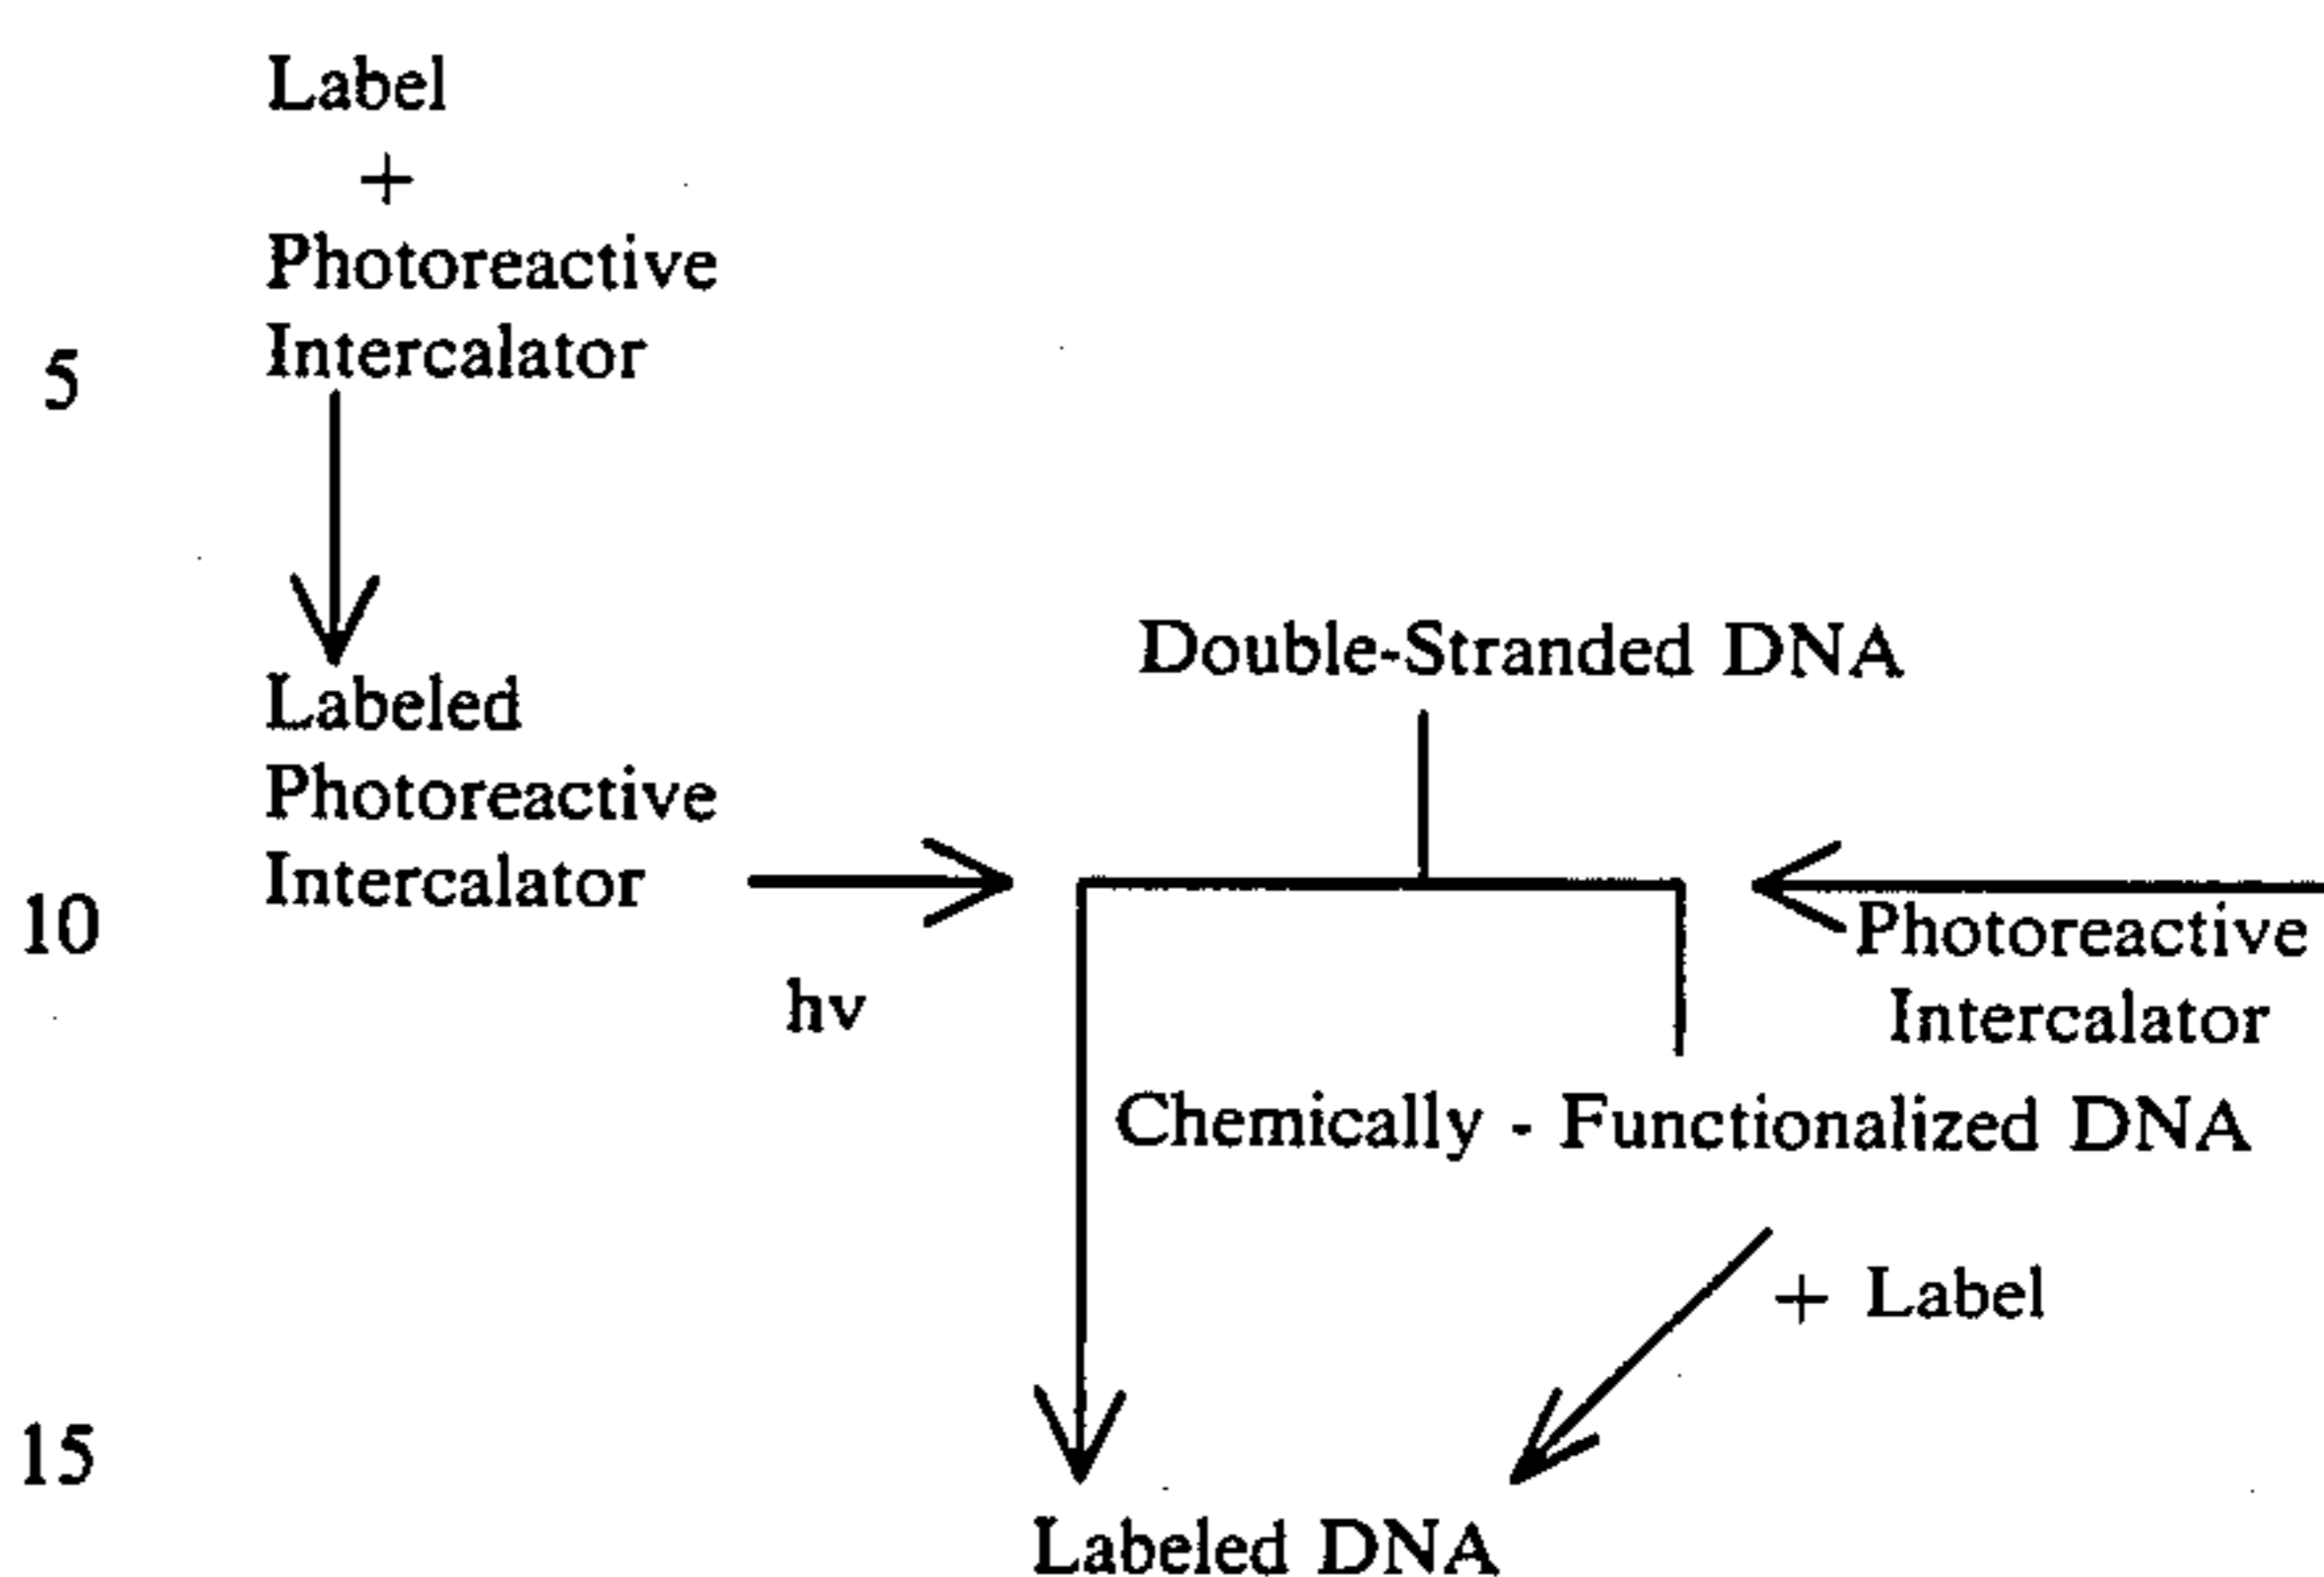 Label
+
Photoreactive
5 Intercalator
Labeled
Photoreactive
10 Intercalator
hν
Double-Stranded DNA
Photoreactive
Intercalator
Chemically - Functionalized DNA
+ Label
15
Labeled DNA